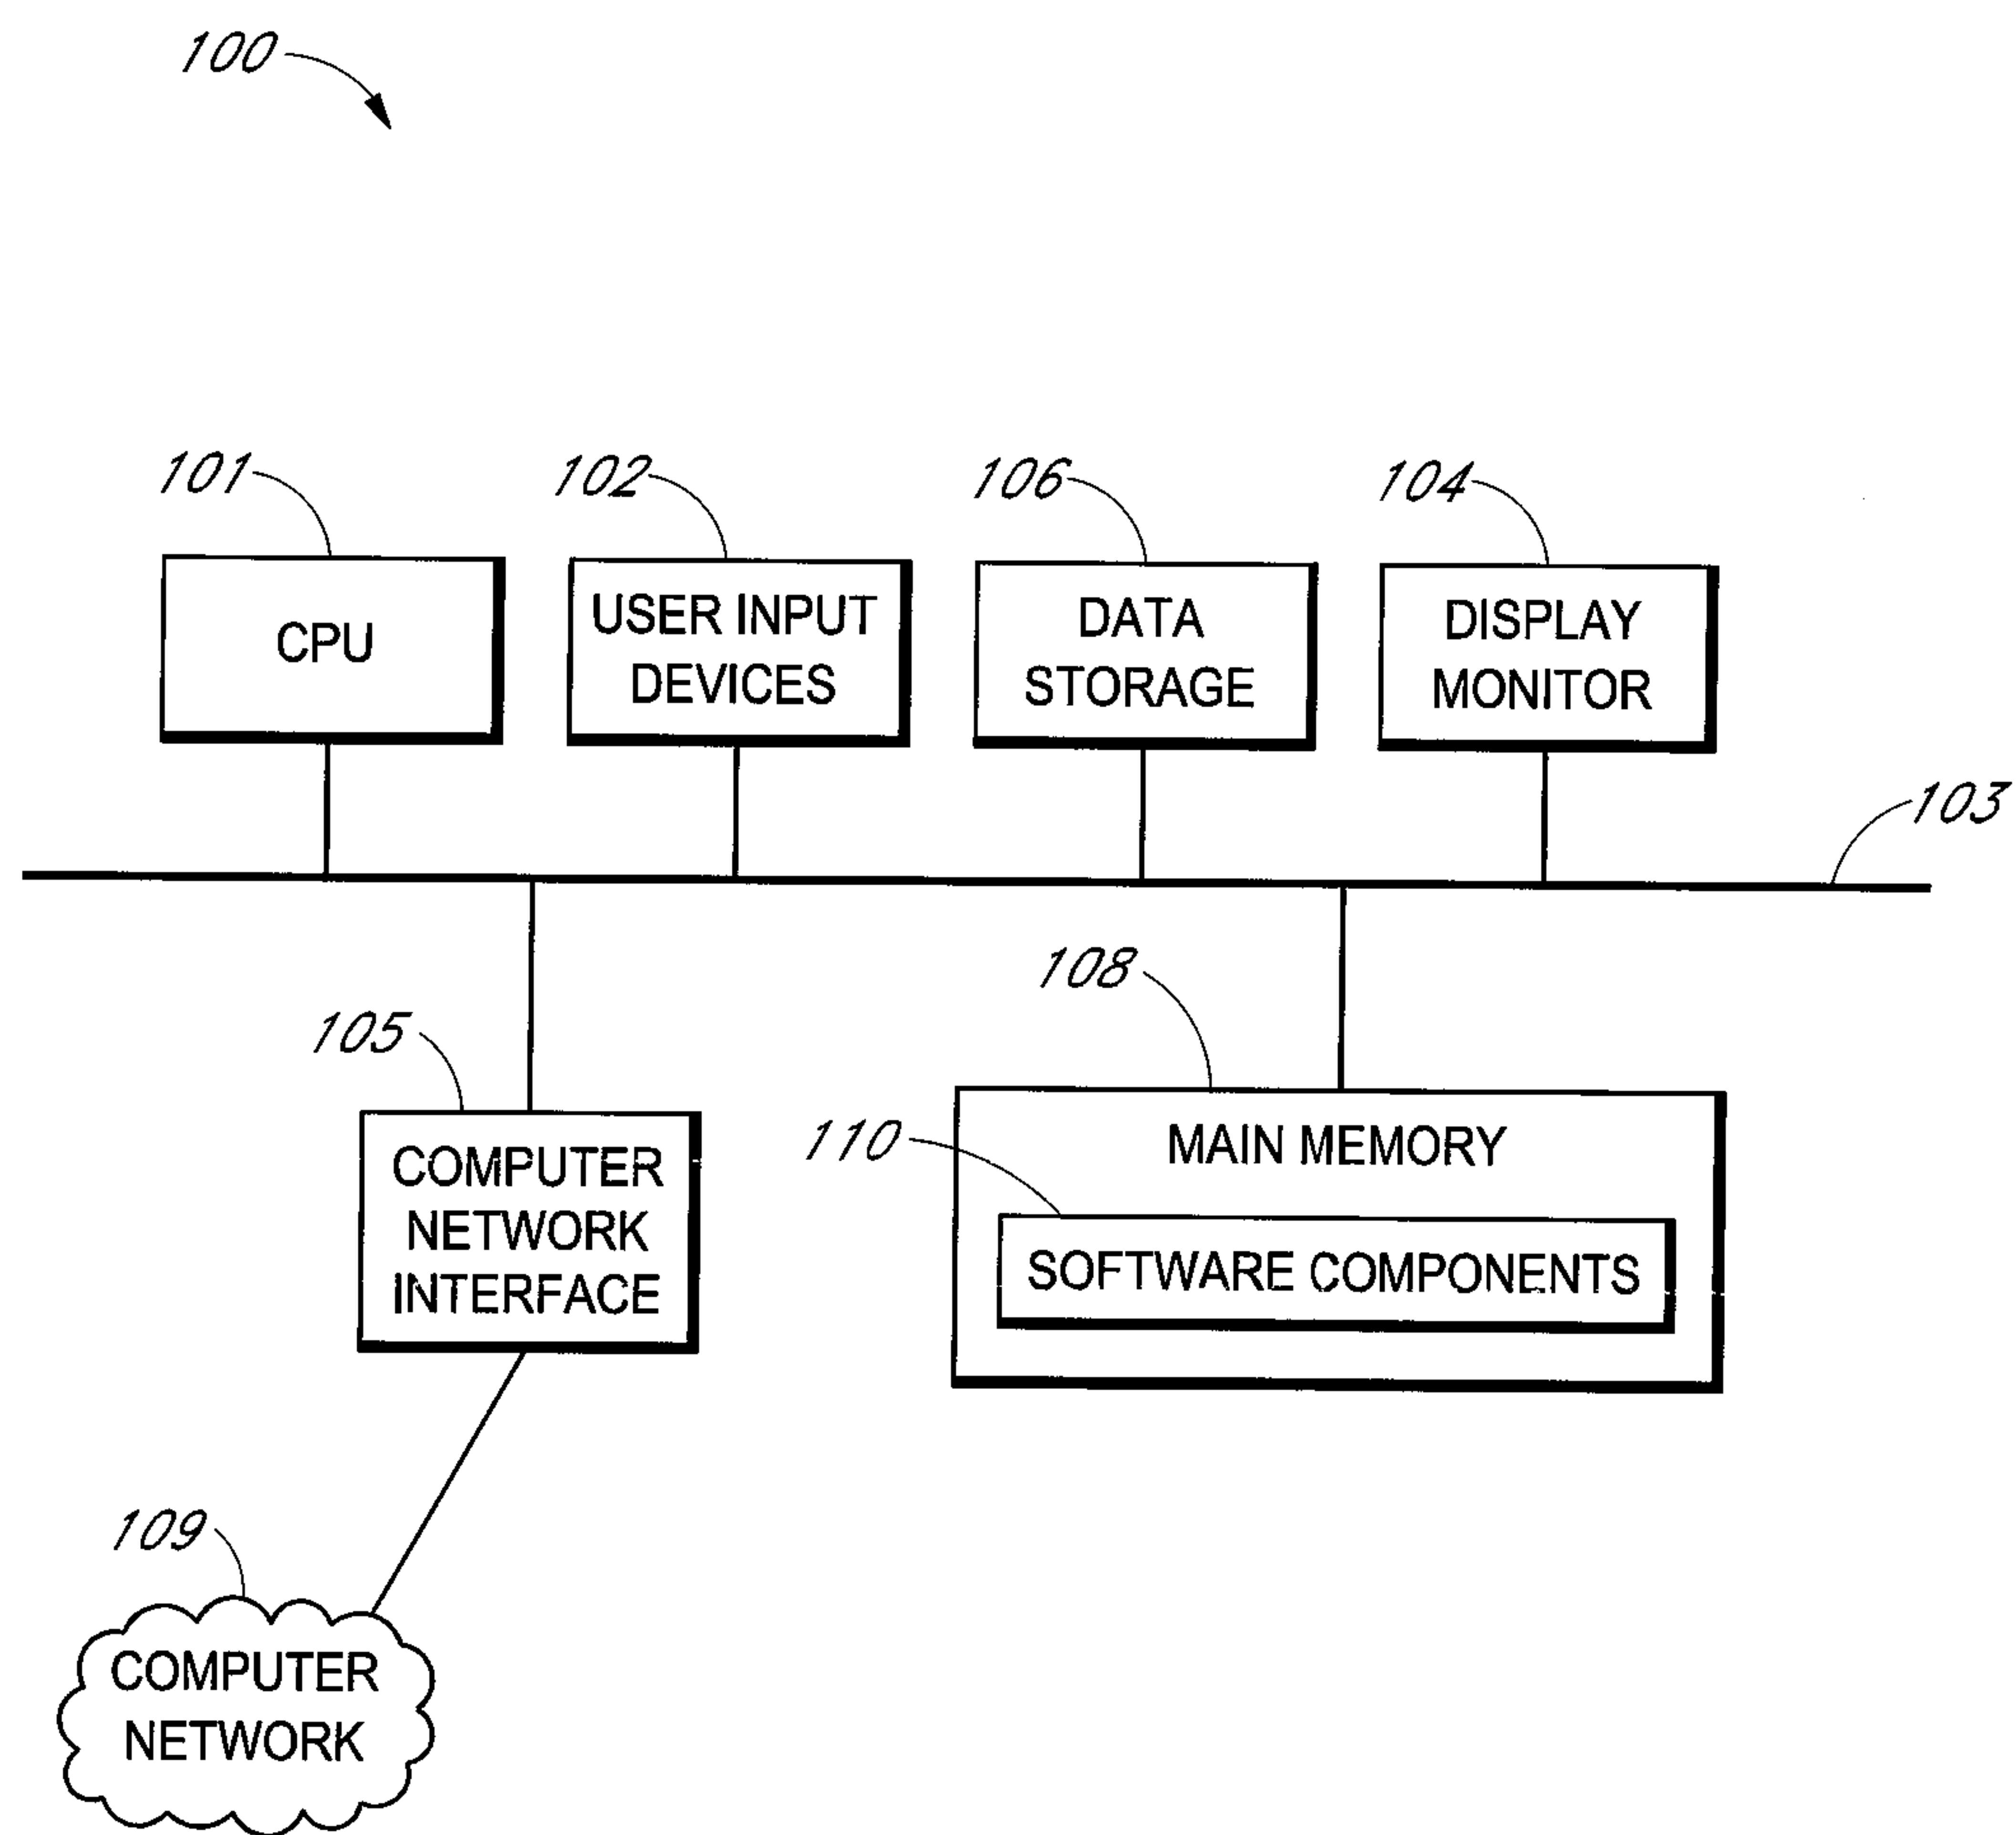 100
101
102
106
104
CPU
USER INPUT
DEVICES
DATA
STORAGE
DISPLAY
MONITOR
103
108
105
110
MAIN MEMORY
COMPUTER
NETWORK
INTERFACE
SOFTWARE COMPONENTS
109
COMPUTER
NETWORK